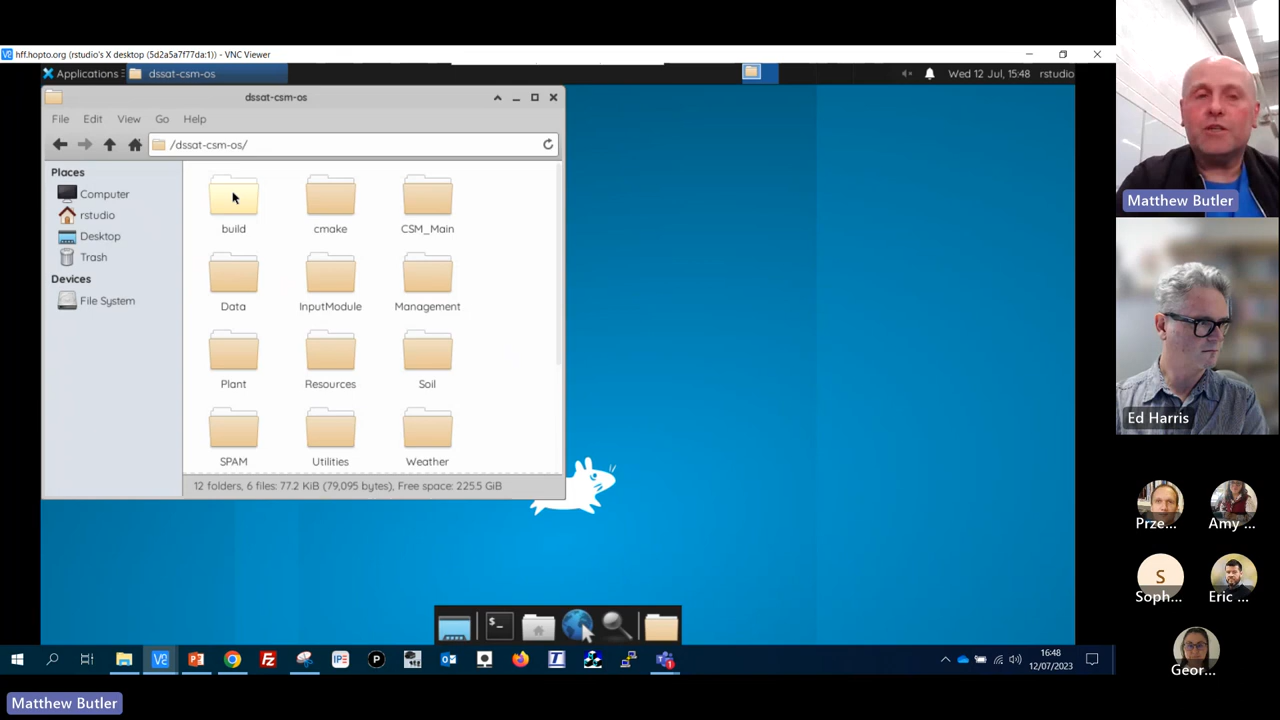 hff.hopto.org (rstudio's X desktop (5d2a5a7f77da:1)) - VNC Viewer
Applications
dssat-csm-os
Wed 12 Jul, 15:48
rstudio
dssat-csm-os
File Edit View Go Help
/dssat-csm-os/
Places
Computer
rstudio
Desktop
Trash
Devices
File System
build cmake CSM_Main
Data InputModule Management
Plant Resources Soil
SPAM Utilities Weather
12 folders, 6 files: 77.2 KiB (79,095 bytes), Free space: 225.5 GiB
16:48
12/07/2023
Matthew Butler
Matthew Butler
Ed Harris
Prze... Amy ...
S
Soph... Eric ...
Geor...